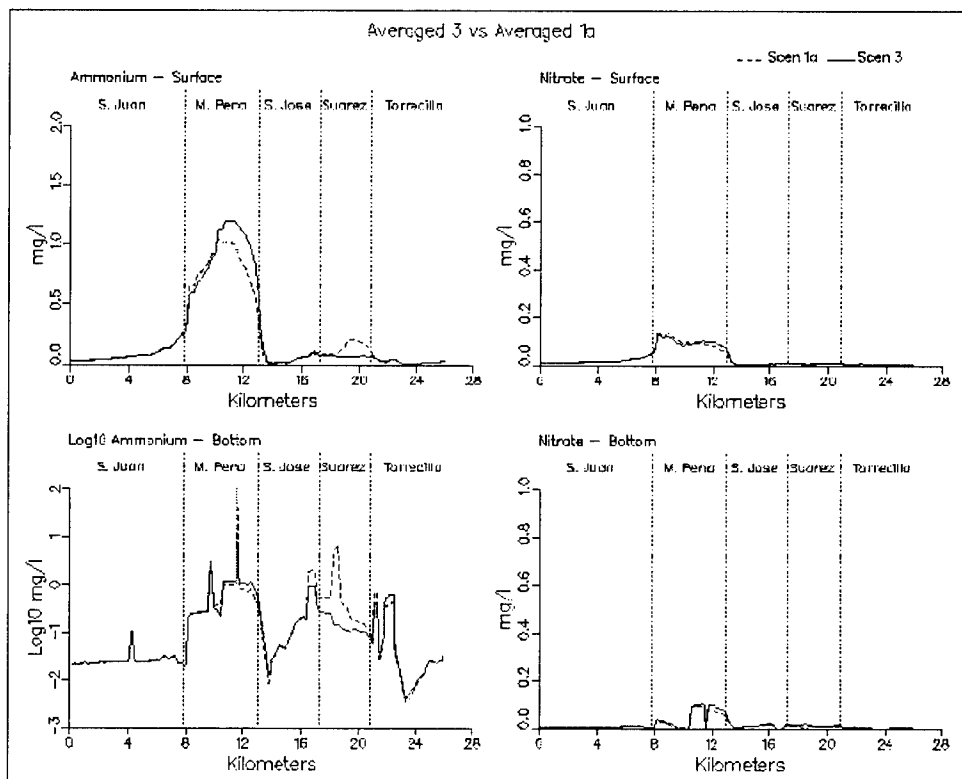 Averaged 3 vs Averaged 1a
Scen 1a Scen 3
Ammonium – Surface
S. Juan M. Pena S. Jose Suarez Torrecilla
mg/l
2.0
1.5
1.0
0.5
0.0
0 4 8 12 16 20 24 28
Kilometers
Nitrate – Surface
S. Juan M. Pena S. Jose Suarez Torrecilla
mg/l
1.0
0.8
0.6
0.4
0.2
0.0
0 4 8 12 16 20 24 28
Kilometers
Log10 Ammonium – Bottom
S. Juan M. Pena S. Jose Suarez Torrecilla
Log10 mg/l
2
1
0
-1
-2
-3
0 4 8 12 16 20 24 28
Kilometers
Nitrate – Bottom
S. Juan M. Pena S. Jose Suarez Torrecilla
mg/l
1.0
0.8
0.6
0.4
0.2
0.0
0 4 8 12 16 20 24 28
Kilometers